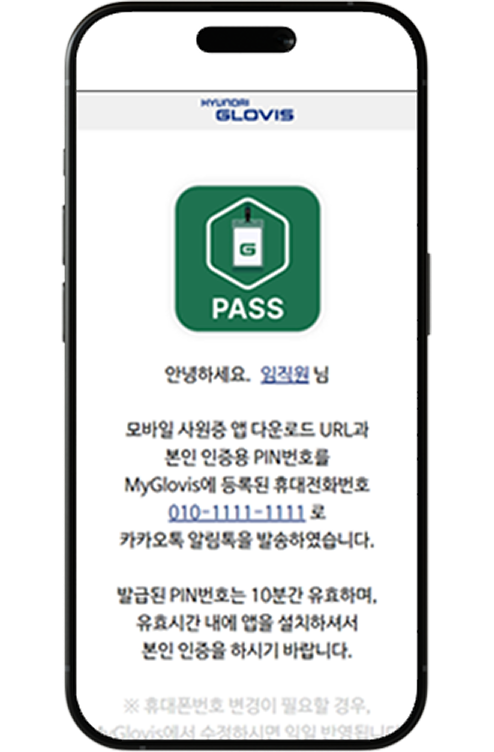 HYUNDAI
GLOVIS
G
PASS
안녕하세요. 임직원 님
모바일 사원증 앱 다운로드 URL과
본인 인증용 PIN번호를
MyGlovis에 등록된 휴대전화번호
010-1111-1111 로
카카오톡 알림톡을 발송하였습니다.
발급된 PIN번호는 10분간 유효하며,
유효시간 내에 앱을 설치하셔서
본인 인증을 하시기 바랍니다.
※ 휴대폰번호 변경이 필요할 경우,
MyGlovis에서 수정하시면 익일 반영됩니다